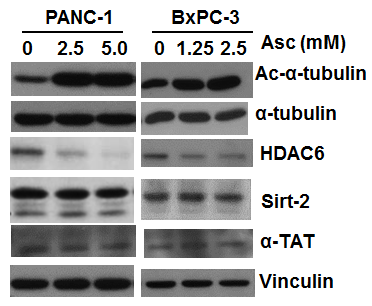 PANC-1 BxPC-3
0 2.5 5.0 0 1.25 2.5 Asc (mM)
Ac-α-tubulin
α-tubulin
HDAC6
Sirt-2
α-TAT
Vinculin